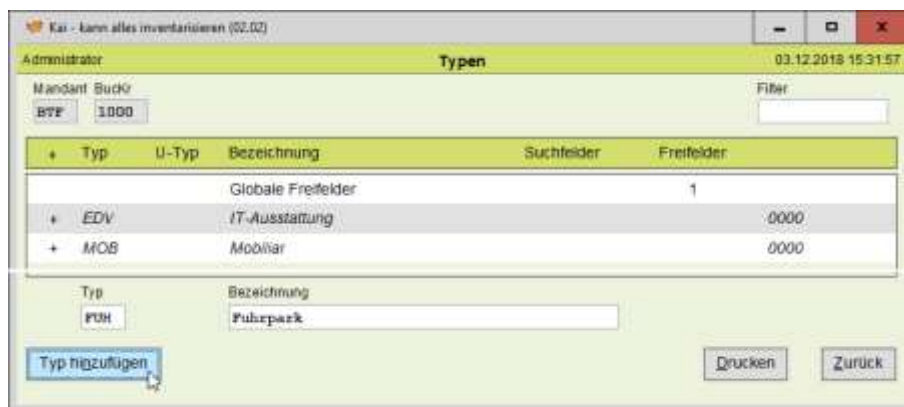 Kai - kann alles inventarisieren (02.02)
Administrator Typen 03.12.2018 15:31:57
Mandant BucKr Filter
BTF 1000
+ Typ U-Typ Bezeichnung Suchfelder Freifelder
Globale Freifelder 1
+ EDV IT-Ausstattung 0000
+ MOB Mobiliar 0000
Typ Bezeichnung
FUH Fuhrpark
Typ hinzufügen Drucken Zurück